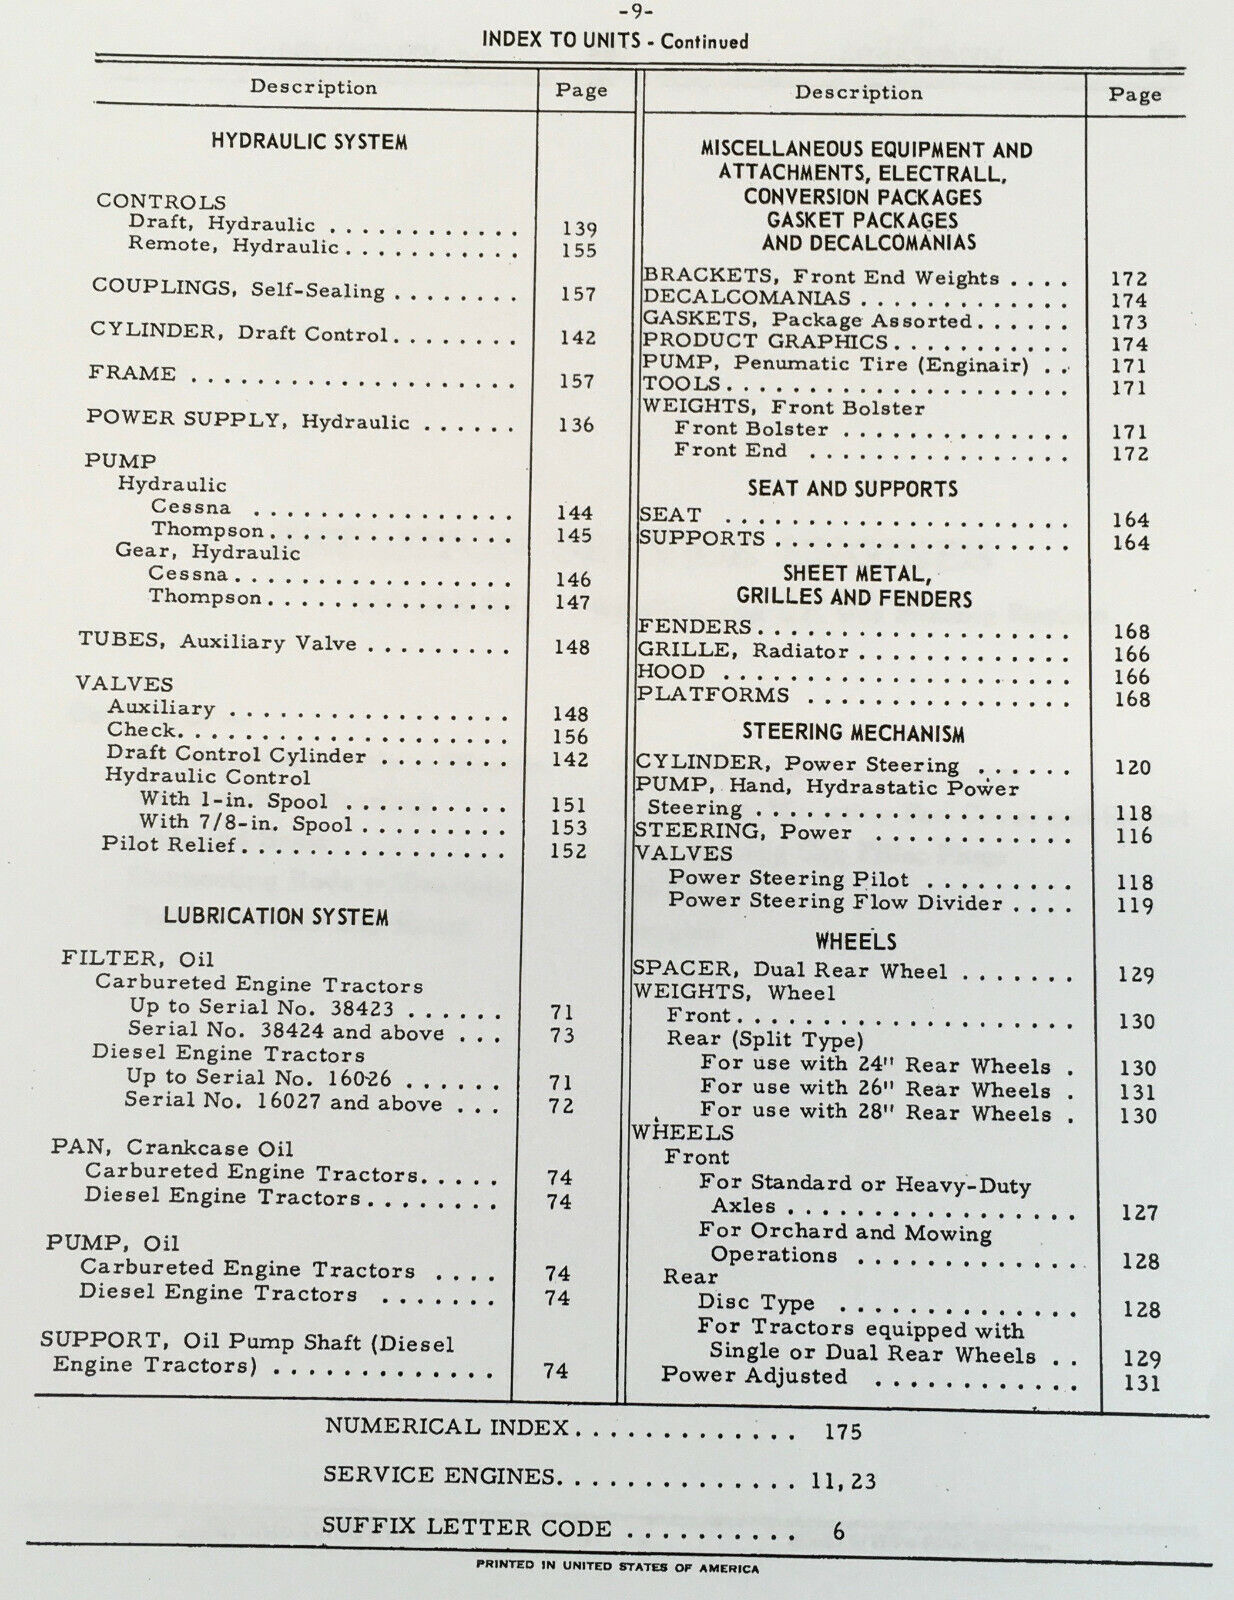 -9-
INDEX TO UNITS - Continued
Description
Page
HYDRAULIC SYSTEM
CONTROLS
Draft, Hydraulic . . . . . . . . . . . . 139
Remote, Hydraulic . . . . . . . . . . . 155
COUPLINGS, Self-Sealing . . . . . . . . 157
CYLINDER, Draft Control . . . . . . . . 142
FRAME . . . . . . . . . . . . . . . . . . . . 157
POWER SUPPLY, Hydraulic . . . . . . 136
PUMP
Hydraulic
Cessna . . . . . . . . . . . . . . . . 144
Thompson . . . . . . . . . . . . . . . 145
Gear, Hydraulic
Cessna . . . . . . . . . . . . . . . . . 146
Thompson . . . . . . . . . . . . . . . 147
TUBES, Auxiliary Valve . . . . . . . . . 148
VALVES
Auxiliary . . . . . . . . . . . . . . . . . 148
Check . . . . . . . . . . . . . . . . . . . . 156
Draft Control Cylinder . . . . . . . . 142
Hydraulic Control
With 1-in. Spool . . . . . . . . . . 151
With 7/8-in. Spool . . . . . . . . . 153
Pilot Relief . . . . . . . . . . . . . . . . 152
LUBRICATION SYSTEM
FILTER, Oil
Carbureted Engine Tractors
Up to Serial No. 38423 . . . . . . 71
Serial No. 38424 and above . . . 73
Diesel Engine Tractors
Up to Serial No. 16026 . . . . . . 71
Serial No. 16027 and above . . . 72
PAN, Crankcase Oil
Carbureted Engine Tractors . . . . . 74
Diesel Engine Tractors . . . . . . . . 74
PUMP, Oil
Carbureted Engine Tractors . . . . 74
Diesel Engine Tractors . . . . . . . 74
SUPPORT, Oil Pump Shaft (Diesel
Engine Tractors) . . . . . . . . . . . . . 74
Description
Page
MISCELLANEOUS EQUIPMENT AND
ATTACHMENTS, ELECTRALL,
CONVERSION PACKAGES
GASKET PACKAGES
AND DECALCOMANIAS
BRACKETS, Front End Weights . . . . 172
DECALCOMANIAS . . . . . . . . . . . . . 174
GASKETS, Package Assorted . . . . . . 173
PRODUCT GRAPHICS . . . . . . . . . . . 174
PUMP, Penumatic Tire (Enginair) . . 171
TOOLS . . . . . . . . . . . . . . . . . . . . . 171
WEIGHTS, Front Bolster
Front Bolster . . . . . . . . . . . . . . 171
Front End . . . . . . . . . . . . . . . . 172
SEAT AND SUPPORTS
SEAT . . . . . . . . . . . . . . . . . . . . . 164
SUPPORTS . . . . . . . . . . . . . . . . . . 164
SHEET METAL,
GRILLES AND FENDERS
FENDERS . . . . . . . . . . . . . . . . . . . 168
GRILLE, Radiator . . . . . . . . . . . . . 166
HOOD . . . . . . . . . . . . . . . . . . . . . 166
PLATFORMS . . . . . . . . . . . . . . . . 168
STEERING MECHANISM
CYLINDER, Power Steering . . . . . . 120
PUMP, Hand, Hydrastatic Power
Steering . . . . . . . . . . . . . . . . . . . 118
STEERING, Power . . . . . . . . . . . . 116
VALVES
Power Steering Pilot . . . . . . . . . 118
Power Steering Flow Divider . . . . 119
WHEELS
SPACER, Dual Rear Wheel . . . . . . . 129
WEIGHTS, Wheel
Front . . . . . . . . . . . . . . . . . . . . 130
Rear (Split Type)
For use with 24" Rear Wheels . 130
For use with 26" Rear Wheels . 131
For use with 28" Rear Wheels . 130
WHEELS
Front
For Standard or Heavy-Duty
Axles . . . . . . . . . . . . . . . . . 127
For Orchard and Mowing
Operations . . . . . . . . . . . . . 128
Rear
Disc Type . . . . . . . . . . . . . . . 128
For Tractors equipped with
Single or Dual Rear Wheels . . 129
Power Adjusted . . . . . . . . . . . . 131
NUMERICAL INDEX . . . . . . . . . . . . . 175
SERVICE ENGINES . . . . . . . . . . . . . . 11, 23
SUFFIX LETTER CODE . . . . . . . . . . 6
PRINTED IN UNITED STATES OF AMERICA